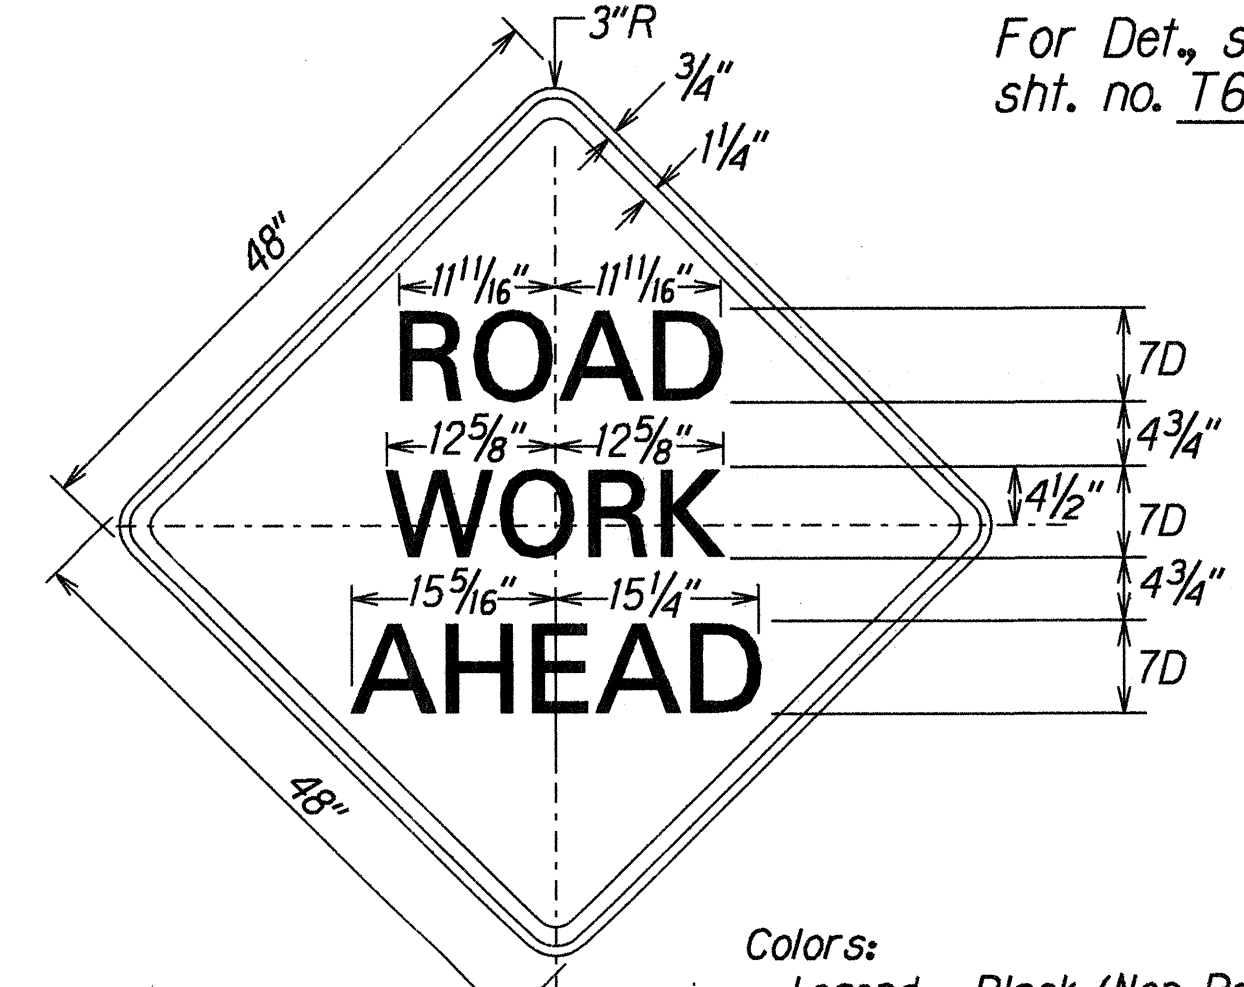 3"R
For Det., s
sht. no. T6
3/4"
1 1/4"
48"
11 11/16" 11 11/16"
ROAD
7D
12 5/8" 12 5/8"
4 3/4"
WORK
4 1/2"
7D
15 5/16" 15 1/4"
4 3/4"
AHEAD
7D
48"
Colors: